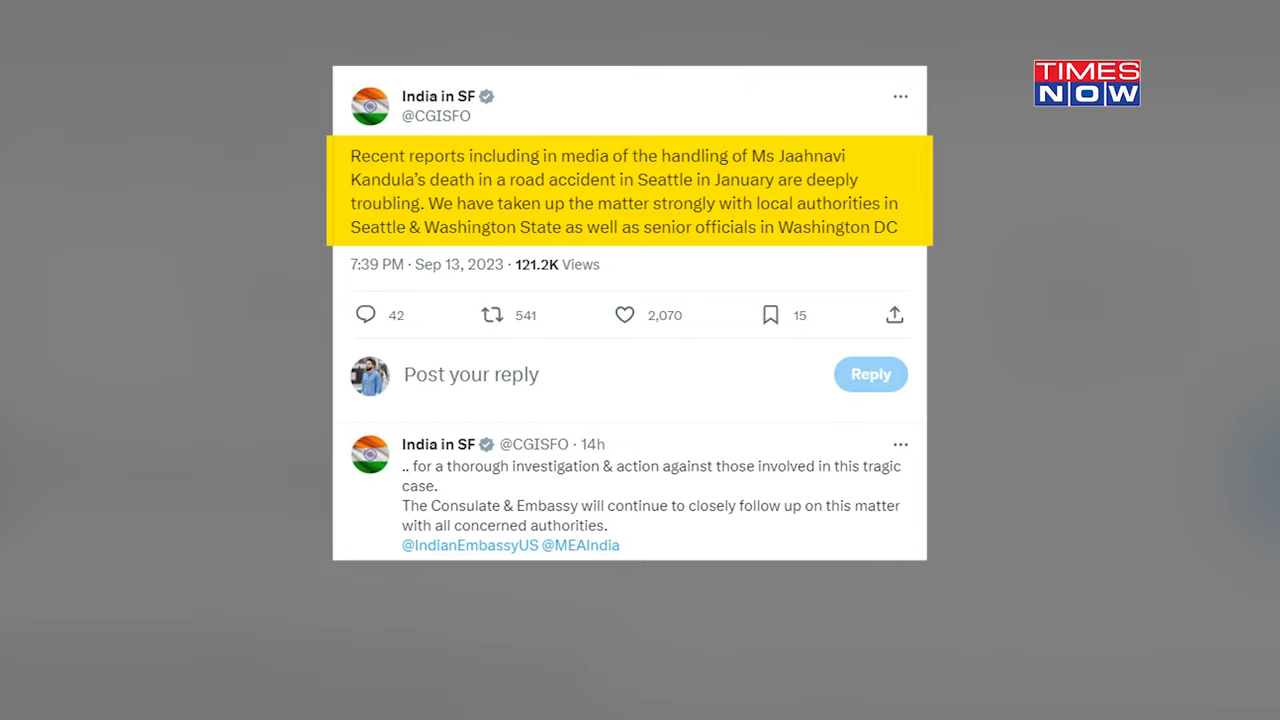 TIMES
NOW
India in SF
@CGISFO
Recent reports including in media of the handling of Ms Jaahnavi
Kandula’s death in a road accident in Seattle in January are deeply
troubling. We have taken up the matter strongly with local authorities in
Seattle & Washington State as well as senior officials in Washington DC
7:39 PM · Sep 13, 2023 · 121.2K Views
42 541 2,070 15
Post your reply Reply
India in SF @CGISFO · 14h
.. for a thorough investigation & action against those involved in this tragic
case.
The Consulate & Embassy will continue to closely follow up on this matter
with all concerned authorities.
@IndianEmbassyUS @MEAIndia